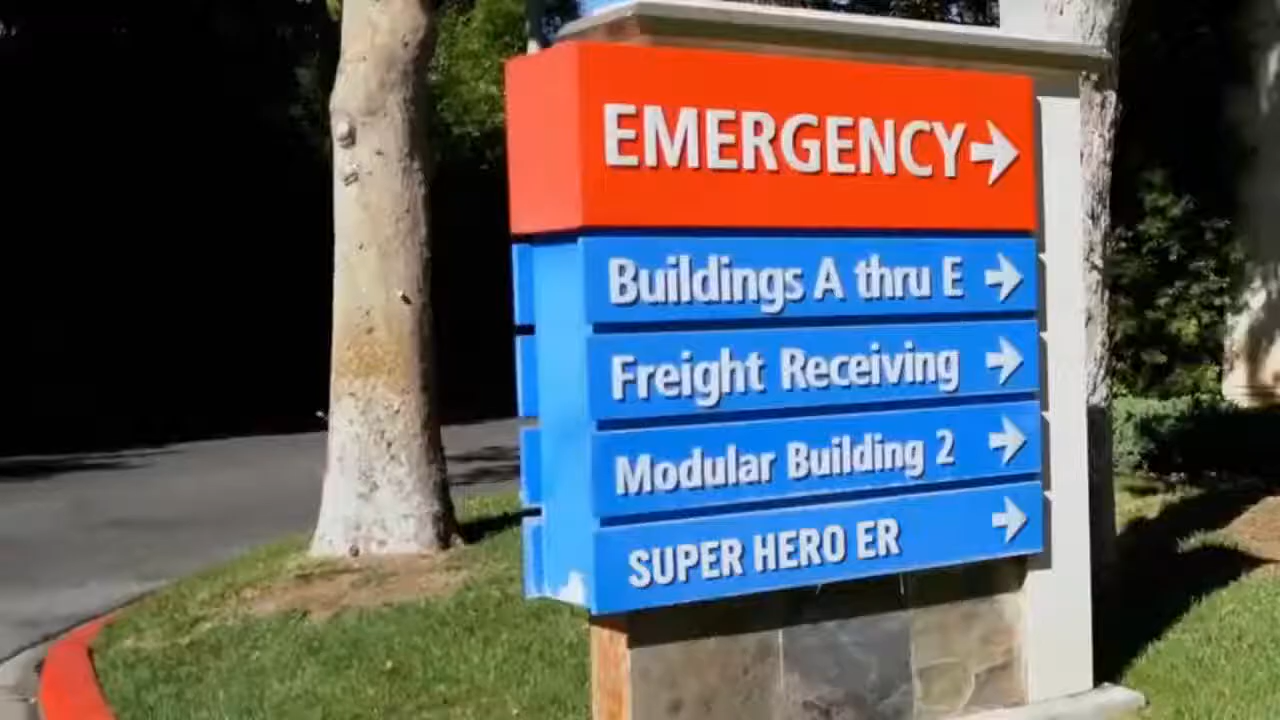 EMERGENCY →
Buildings A thru E →
Freight Receiving →
Modular Building 2 →
SUPER HERO ER →